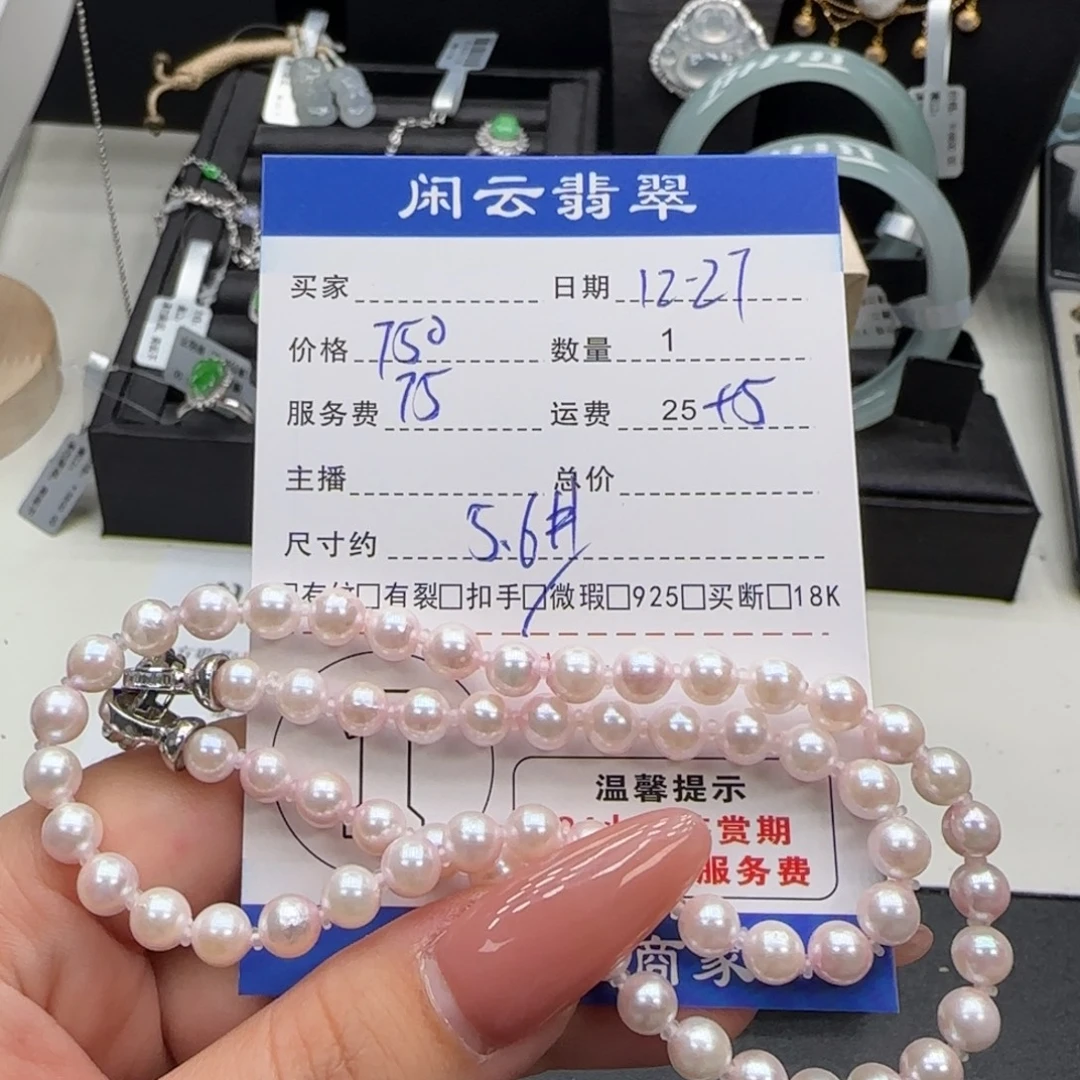 闲云翡翠
买家 日期 12-27
价格 750 数量 1
服务费 75 运费 25+5
主播 总价
尺寸约 5.6#
□有纹□有裂□扣手□微瑕□925□买断□18K
温馨提示
赏期
服务费
商家